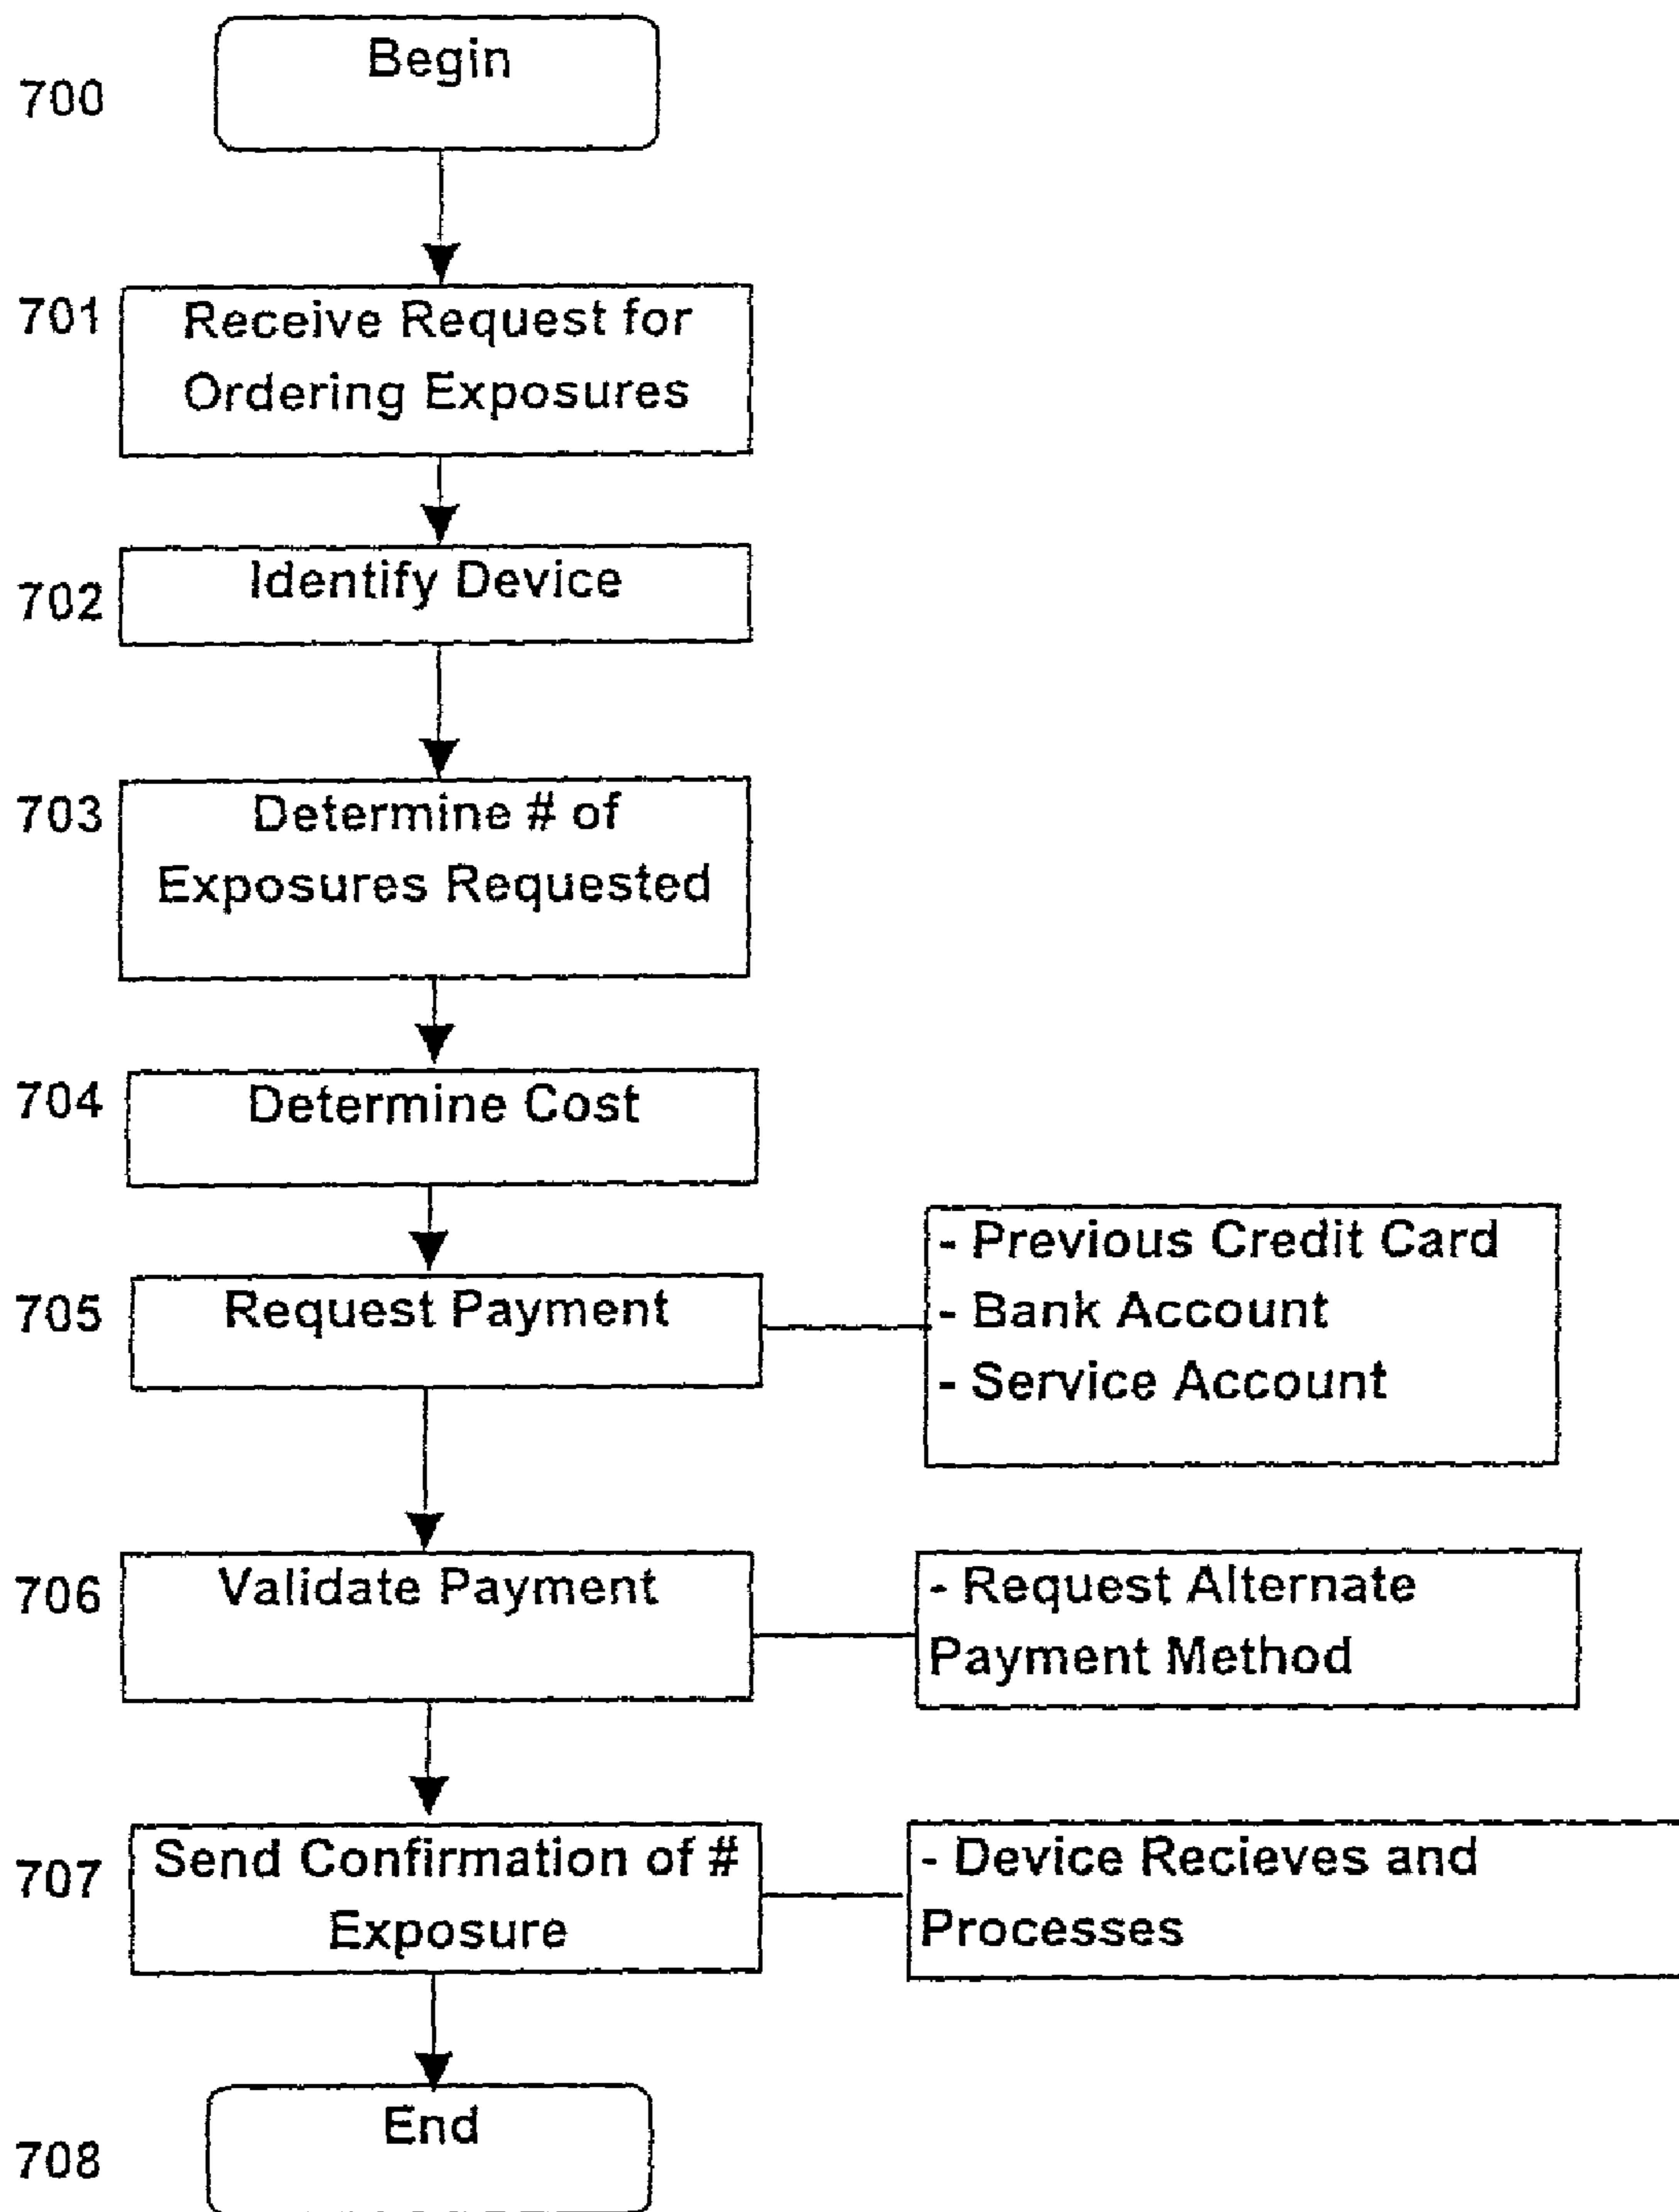 700
Begin
701
Receive Request for
Ordering Exposures
702
Identify Device
703
Determine # of
Exposures Requested
704
Determine Cost
705
Request Payment
- Previous Credit Card
- Bank Account
- Service Account
706
Validate Payment
- Request Alternate
Payment Method
707
Send Confirmation of #
Exposure
- Device Recieves and
Processes
708
End